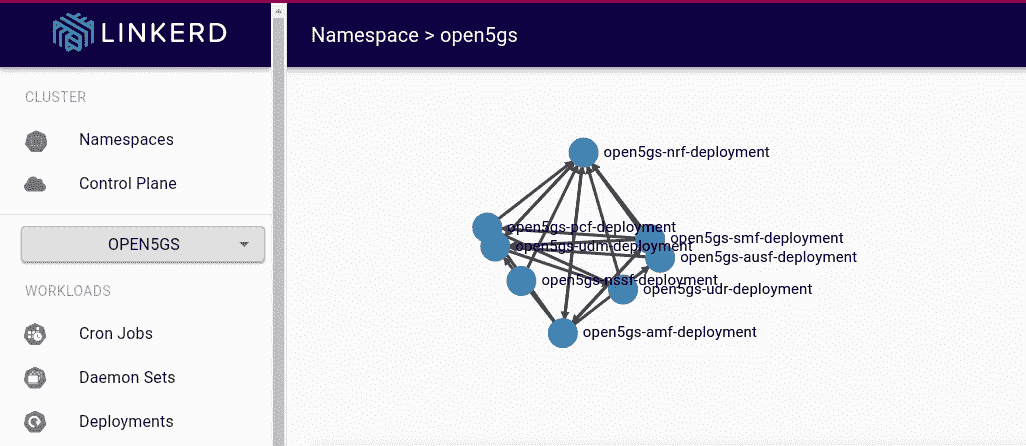 LINKERD
Namespace > open5gs
CLUSTER
Namespaces
Control Plane
OPEN5GS
WORKLOADS
Cron Jobs
Daemon Sets
Deployments
open5gs-nrf-deployment
open5gs-pcf-deployment
open5gs-smf-deployment
open5gs-udm-deployment
open5gs-ausf-deployment
open5gs-nssf-deployment
open5gs-udr-deployment
open5gs-amf-deployment